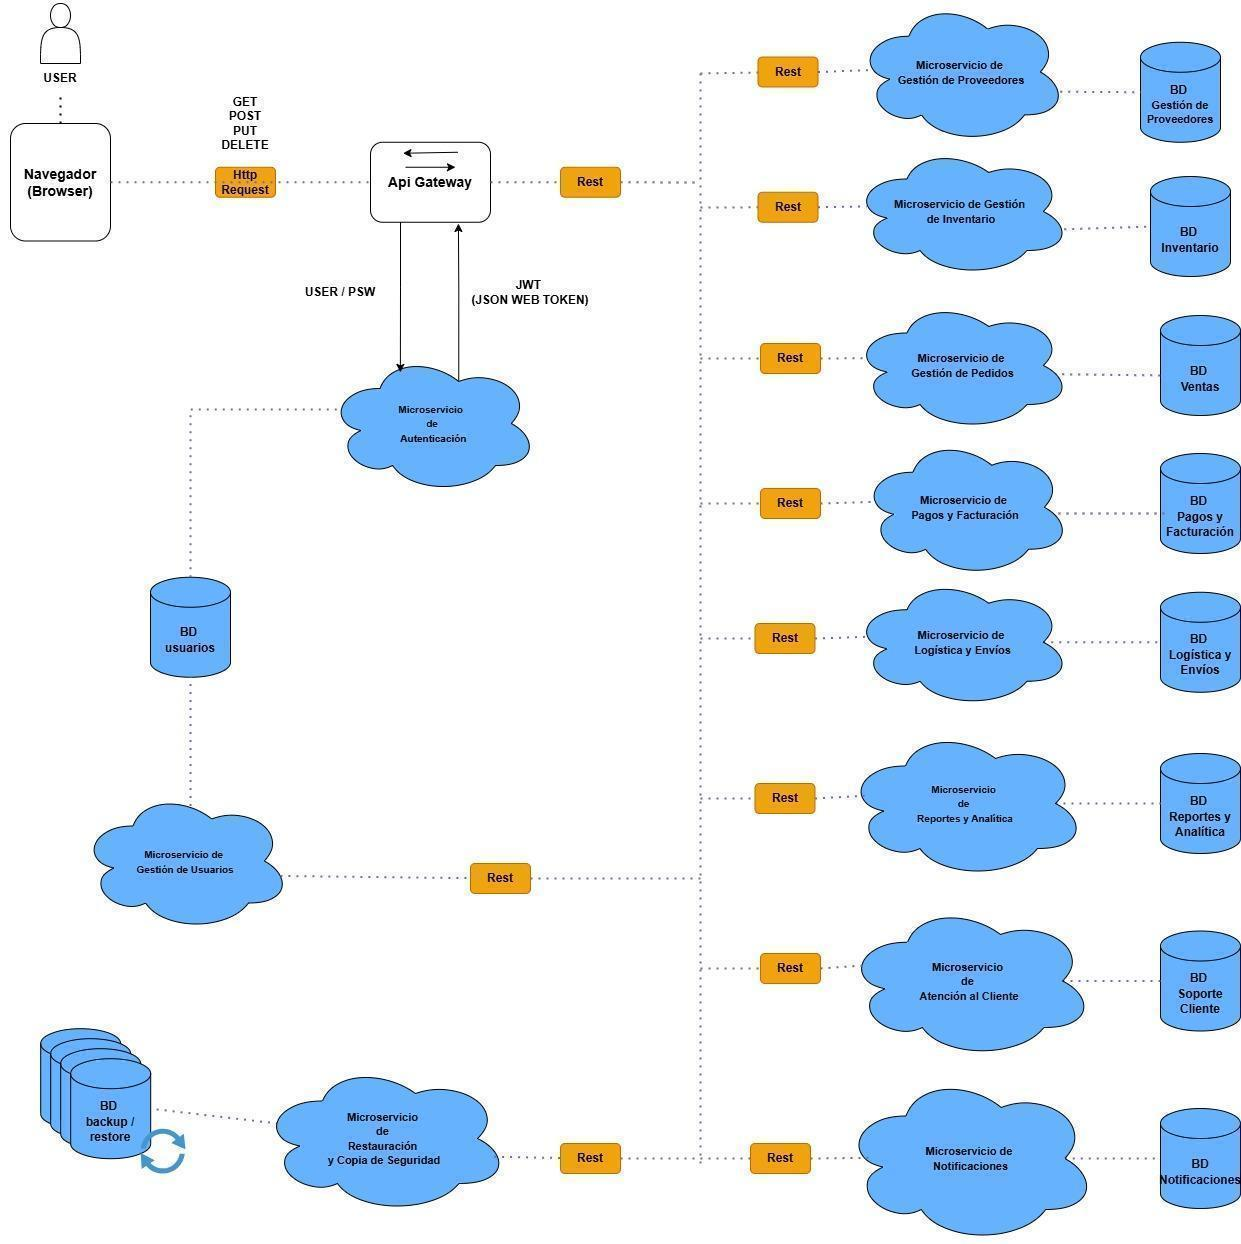 USER
Navegador
(Browser)
GET
POST
PUT
DELETE
Http
Request
Api Gateway
Rest
USER / PSW
JWT
(JSON WEB TOKEN)
Microservicio
de
Autenticación
BD
usuarios
Microservicio de
Gestión de Usuarios
Rest
BD
backup /
restore
Microservicio
de
Restauración
y Copia de Seguridad
Rest
Rest
Microservicio de
Gestión de Proveedores
BD
Gestión de
Proveedores
Rest
Microservicio de Gestión
de Inventario
BD
Inventario
Rest
Microservicio de
Gestión de Pedidos
BD
Ventas
Rest
Microservicio de
Pagos y Facturación
BD
Pagos y
Facturación
Rest
Microservicio de
Logística y Envíos
BD
Logística y
Envíos
Rest
Microservicio
de
Reportes y Analítica
BD
Reportes y
Analítica
Rest
Microservicio
de
Atención al Cliente
BD
Soporte
Cliente
Rest
Microservicio de
Notificaciones
BD
Notificaciones